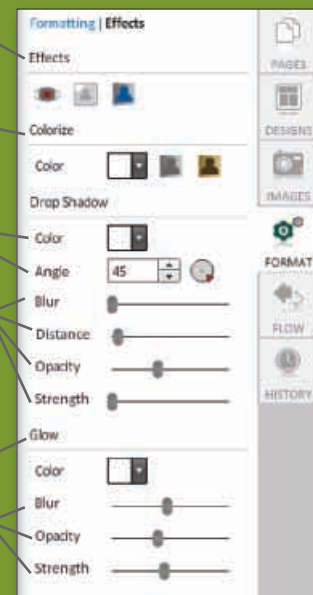 Formatting | Effects
Effects
Colorize
Color
Drop Shadow
Color
Angle 45
Blur
Distance
Opacity
Strength
Glow
Color
Blur
Opacity
Strength
PAGES
DESIGNS
IMAGES
FORMAT
FLOW
HISTORY